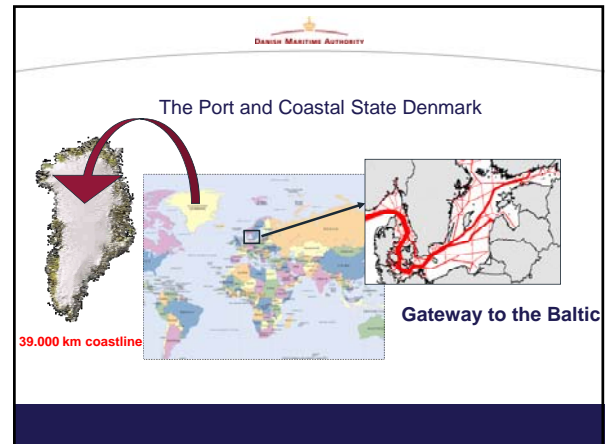 DANISH MARITIME AUTHORITY
The Port and Coastal State Denmark
Gateway to the Baltic
39.000 km coastline